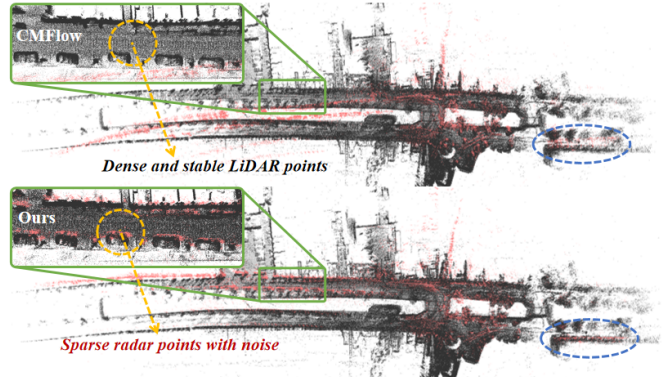 CMFlow
Dense and stable LiDAR points
Ours
Sparse radar points with noise